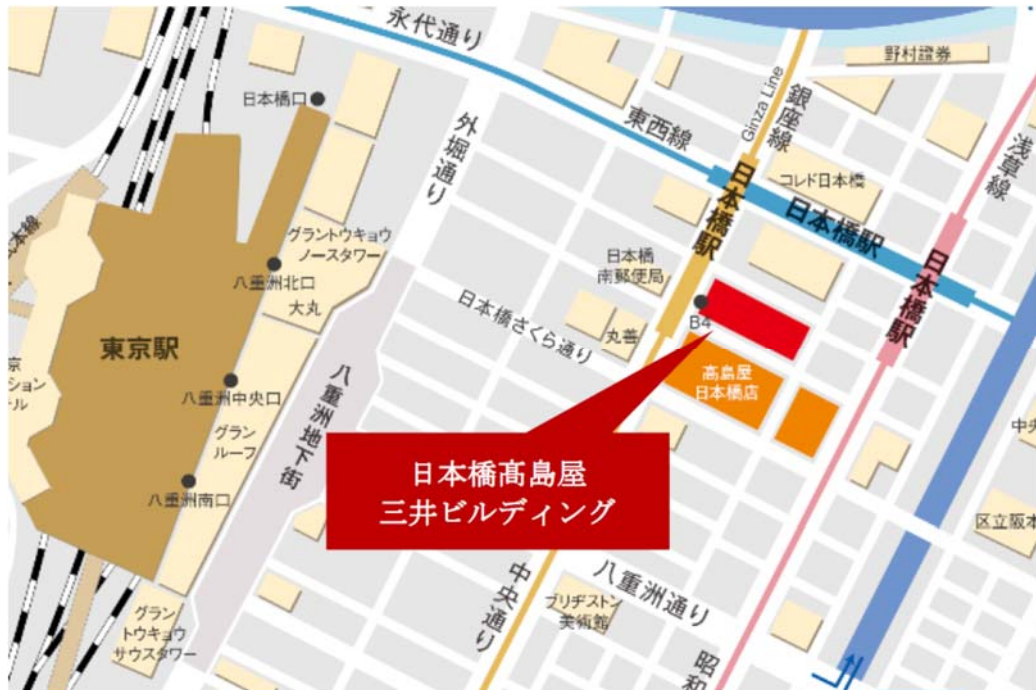 永代通り
野村證券
日本橋口
外堀通り
東西線
Ginza Line
銀座線
浅草線
コレド日本橋
日本橋駅
日本橋駅
日本橋駅
グラントウキョウ
ノースタワー
日本橋
南郵便局
八重洲北口
大丸
日本橋さくら通り
丸善
B4
東京駅
高島屋
日本橋店
八重洲中央口
八重洲地下街
グラン
ルーフ
日本橋髙島屋
三井ビルディング
八重洲南口
区立阪本
中央通り
八重洲通り
ブリヂストン
美術館
グラン
トウキョウ
サウスタワー
昭和